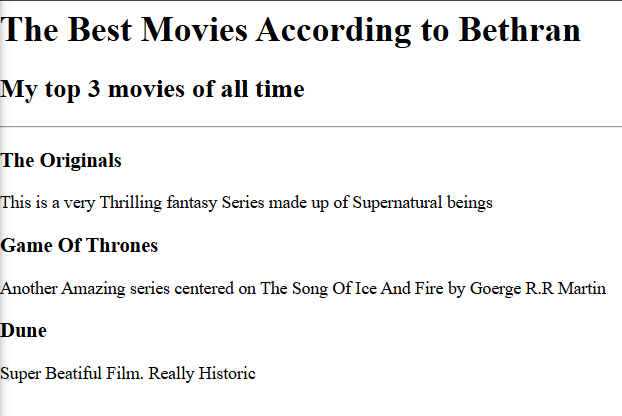 The Best Movies According to Bethran
My top 3 movies of all time
The Originals
This is a very Thrilling fantasy Series made up of Supernatural beings
Game Of Thrones
Another Amazing series centered on The Song Of Ice And Fire by Goerge R.R Martin
Dune
Super Beatiful Film. Really Historic